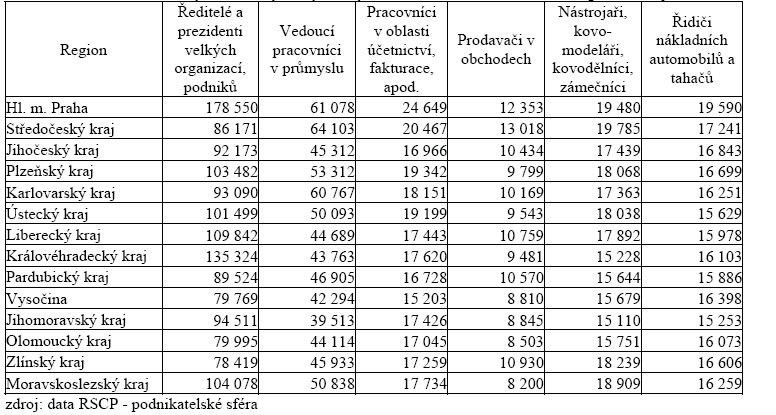 Region | Ředitelé a prezidenti velkých organizací, podniků | Vedoucí pracovníci v průmyslu | Pracovníci v oblasti účetnictví, fakturace, apod. | Prodavači v obchodech | Nástrojaři, kovo-modeláři, kovodělníci, zámečníci | Řidiči nákladních automobilů a tahačů
Hl. m. Praha 178 550 61 078 24 649 12 353 19 480 19 590
Středočeský kraj 86 171 64 103 20 467 13 018 19 785 17 241
Jihočeský kraj 92 173 45 312 16 966 10 434 17 439 16 843
Plzeňský kraj 103 482 53 312 19 342 9 799 18 068 16 699
Karlovarský kraj 93 090 60 767 18 151 10 169 17 363 16 251
Ústecký kraj 101 499 50 093 19 199 9 543 18 038 15 629
Liberecký kraj 109 842 44 689 17 443 10 759 17 892 15 978
Královéhradecký kraj 135 324 43 763 17 620 9 481 15 228 16 103
Pardubický kraj 89 524 46 905 16 728 10 570 15 644 15 886
Vysočina 79 769 42 294 15 203 8 810 15 679 16 398
Jihomoravský kraj 94 511 39 513 17 426 8 845 15 110 15 253
Olomoucký kraj 79 995 44 114 17 045 8 503 15 751 16 073
Zlínský kraj 78 419 45 933 17 259 10 930 18 239 16 606
Moravskoslezský kraj 104 078 50 838 17 734 8 200 18 909 16 259
zdroj: data RSCP - podnikatelské sféra